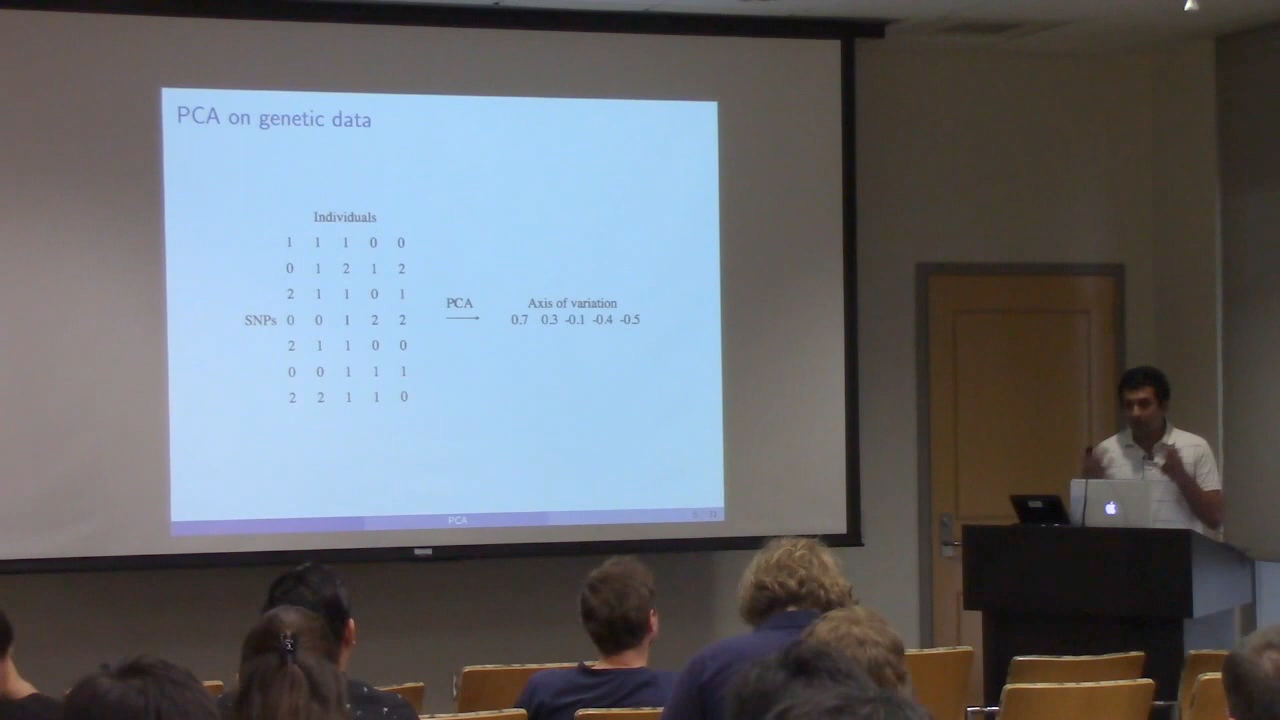 PCA on genetic data
Individuals
1 1 1 0 0
0 1 2 1 2
2 1 1 0 1
SNPs 0 0 1 2 2
2 1 1 0 0
0 0 1 1 1
2 2 1 1 0
PCA
Axis of variation
0.7 0.3 -0.1 -0.4 -0.5
PCA